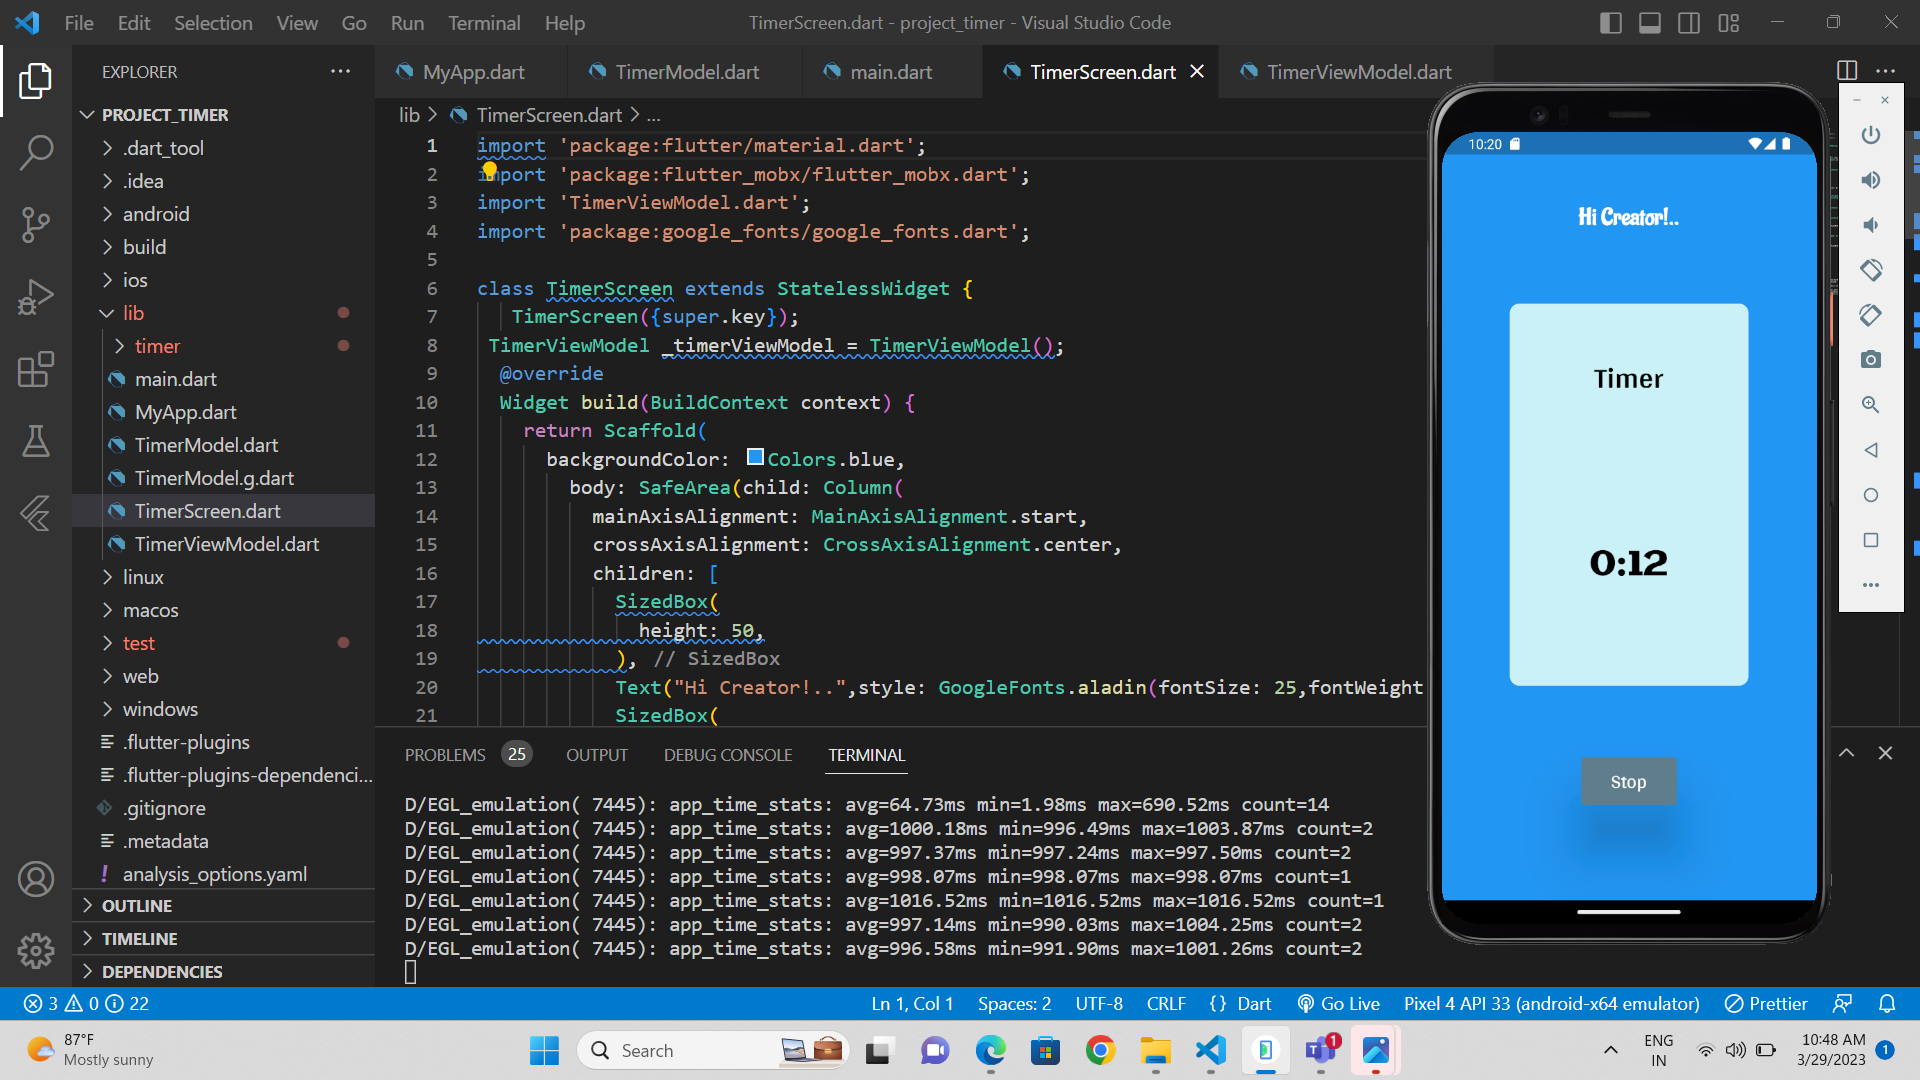 File Edit Selection View Go Run Terminal Help
TimerScreen.dart - project_timer - Visual Studio Code
EXPLORER
PROJECT_TIMER
.dart_tool
.idea
android
build
ios
lib
timer
main.dart
MyApp.dart
TimerModel.dart
TimerModel.g.dart
TimerScreen.dart
TimerViewModel.dart
linux
macos
test
web
windows
.flutter-plugins
.flutter-plugins-dependenci...
.gitignore
.metadata
analysis_options.yaml
OUTLINE
TIMELINE
DEPENDENCIES
MyApp.dart TimerModel.dart main.dart TimerScreen.dart TimerViewModel.dart
lib > TimerScreen.dart > ...
1 import 'package:flutter/material.dart';
2 import 'package:flutter_mobx/flutter_mobx.dart';
3 import 'TimerViewModel.dart';
4 import 'package:google_fonts/google_fonts.dart';
5
6 class TimerScreen extends StatelessWidget {
7 TimerScreen({super.key});
8 TimerViewModel _timerViewModel = TimerViewModel();
9 @override
10 Widget build(BuildContext context) {
11 return Scaffold(
12 backgroundColor: Colors.blue,
13 body: SafeArea(child: Column(
14 mainAxisAlignment: MainAxisAlignment.start,
15 crossAxisAlignment: CrossAxisAlignment.center,
16 children: [
17 SizedBox(
18 height: 50,
19 ), // SizedBox
20 Text("Hi Creator!..",style: GoogleFonts.aladin(fontSize: 25,fontWeight
21 SizedBox(
PROBLEMS 25 OUTPUT DEBUG CONSOLE TERMINAL
D/EGL_emulation( 7445): app_time_stats: avg=64.73ms min=1.98ms max=690.52ms count=14
D/EGL_emulation( 7445): app_time_stats: avg=1000.18ms min=996.49ms max=1003.87ms count=2
D/EGL_emulation( 7445): app_time_stats: avg=997.37ms min=997.24ms max=997.50ms count=2
D/EGL_emulation( 7445): app_time_stats: avg=998.07ms min=998.07ms max=998.07ms count=1
D/EGL_emulation( 7445): app_time_stats: avg=1016.52ms min=1016.52ms max=1016.52ms count=1
D/EGL_emulation( 7445): app_time_stats: avg=997.14ms min=990.03ms max=1004.25ms count=2
D/EGL_emulation( 7445): app_time_stats: avg=996.58ms min=991.90ms max=1001.26ms count=2
10:20
Hi Creator!..
Timer
0:12
Stop
3 0 22
Ln 1, Col 1 Spaces: 2 UTF-8 CRLF {} Dart Go Live Pixel 4 API 33 (android-x64 emulator) Prettier
87°F
Mostly sunny
Search
1
ENG
IN
10:48 AM
3/29/2023
1